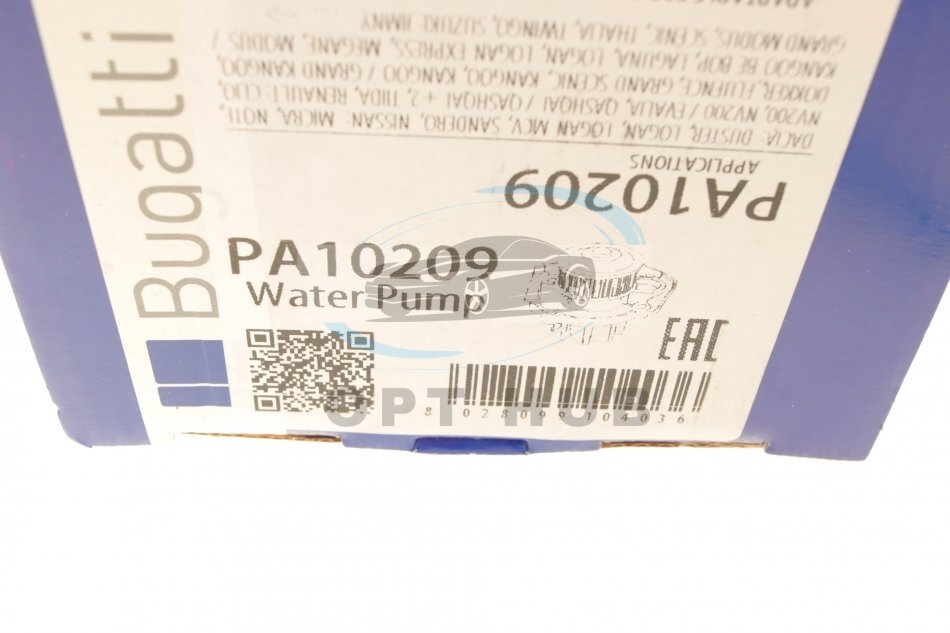 Bugatti
PA10209
Water Pump
EAC
8 028099 104036
OPT HUB
PA10209
APPLICATIONS
DACIA: DUSTER, LOGAN, LOGAN MCV, SANDERO, NISSAN: MICRA, NOTE,
NV200, NV200 / EVALIA, QASHQAI / QASHQAI + 2, TIIDA, RENAULT: CLIO,
DOKKER, FLUENCE, GRAND SCENIC, KANGOO, KANGOO / GRAND KANGOO,
KANGOO BE BOP, LAGUNA, LOGAN, LOGAN EXPRESS, MEGANE, MODUS /
GRAND MODUS, SCENIC, THALIA, TWINGO, SUZUKI: JIMNY